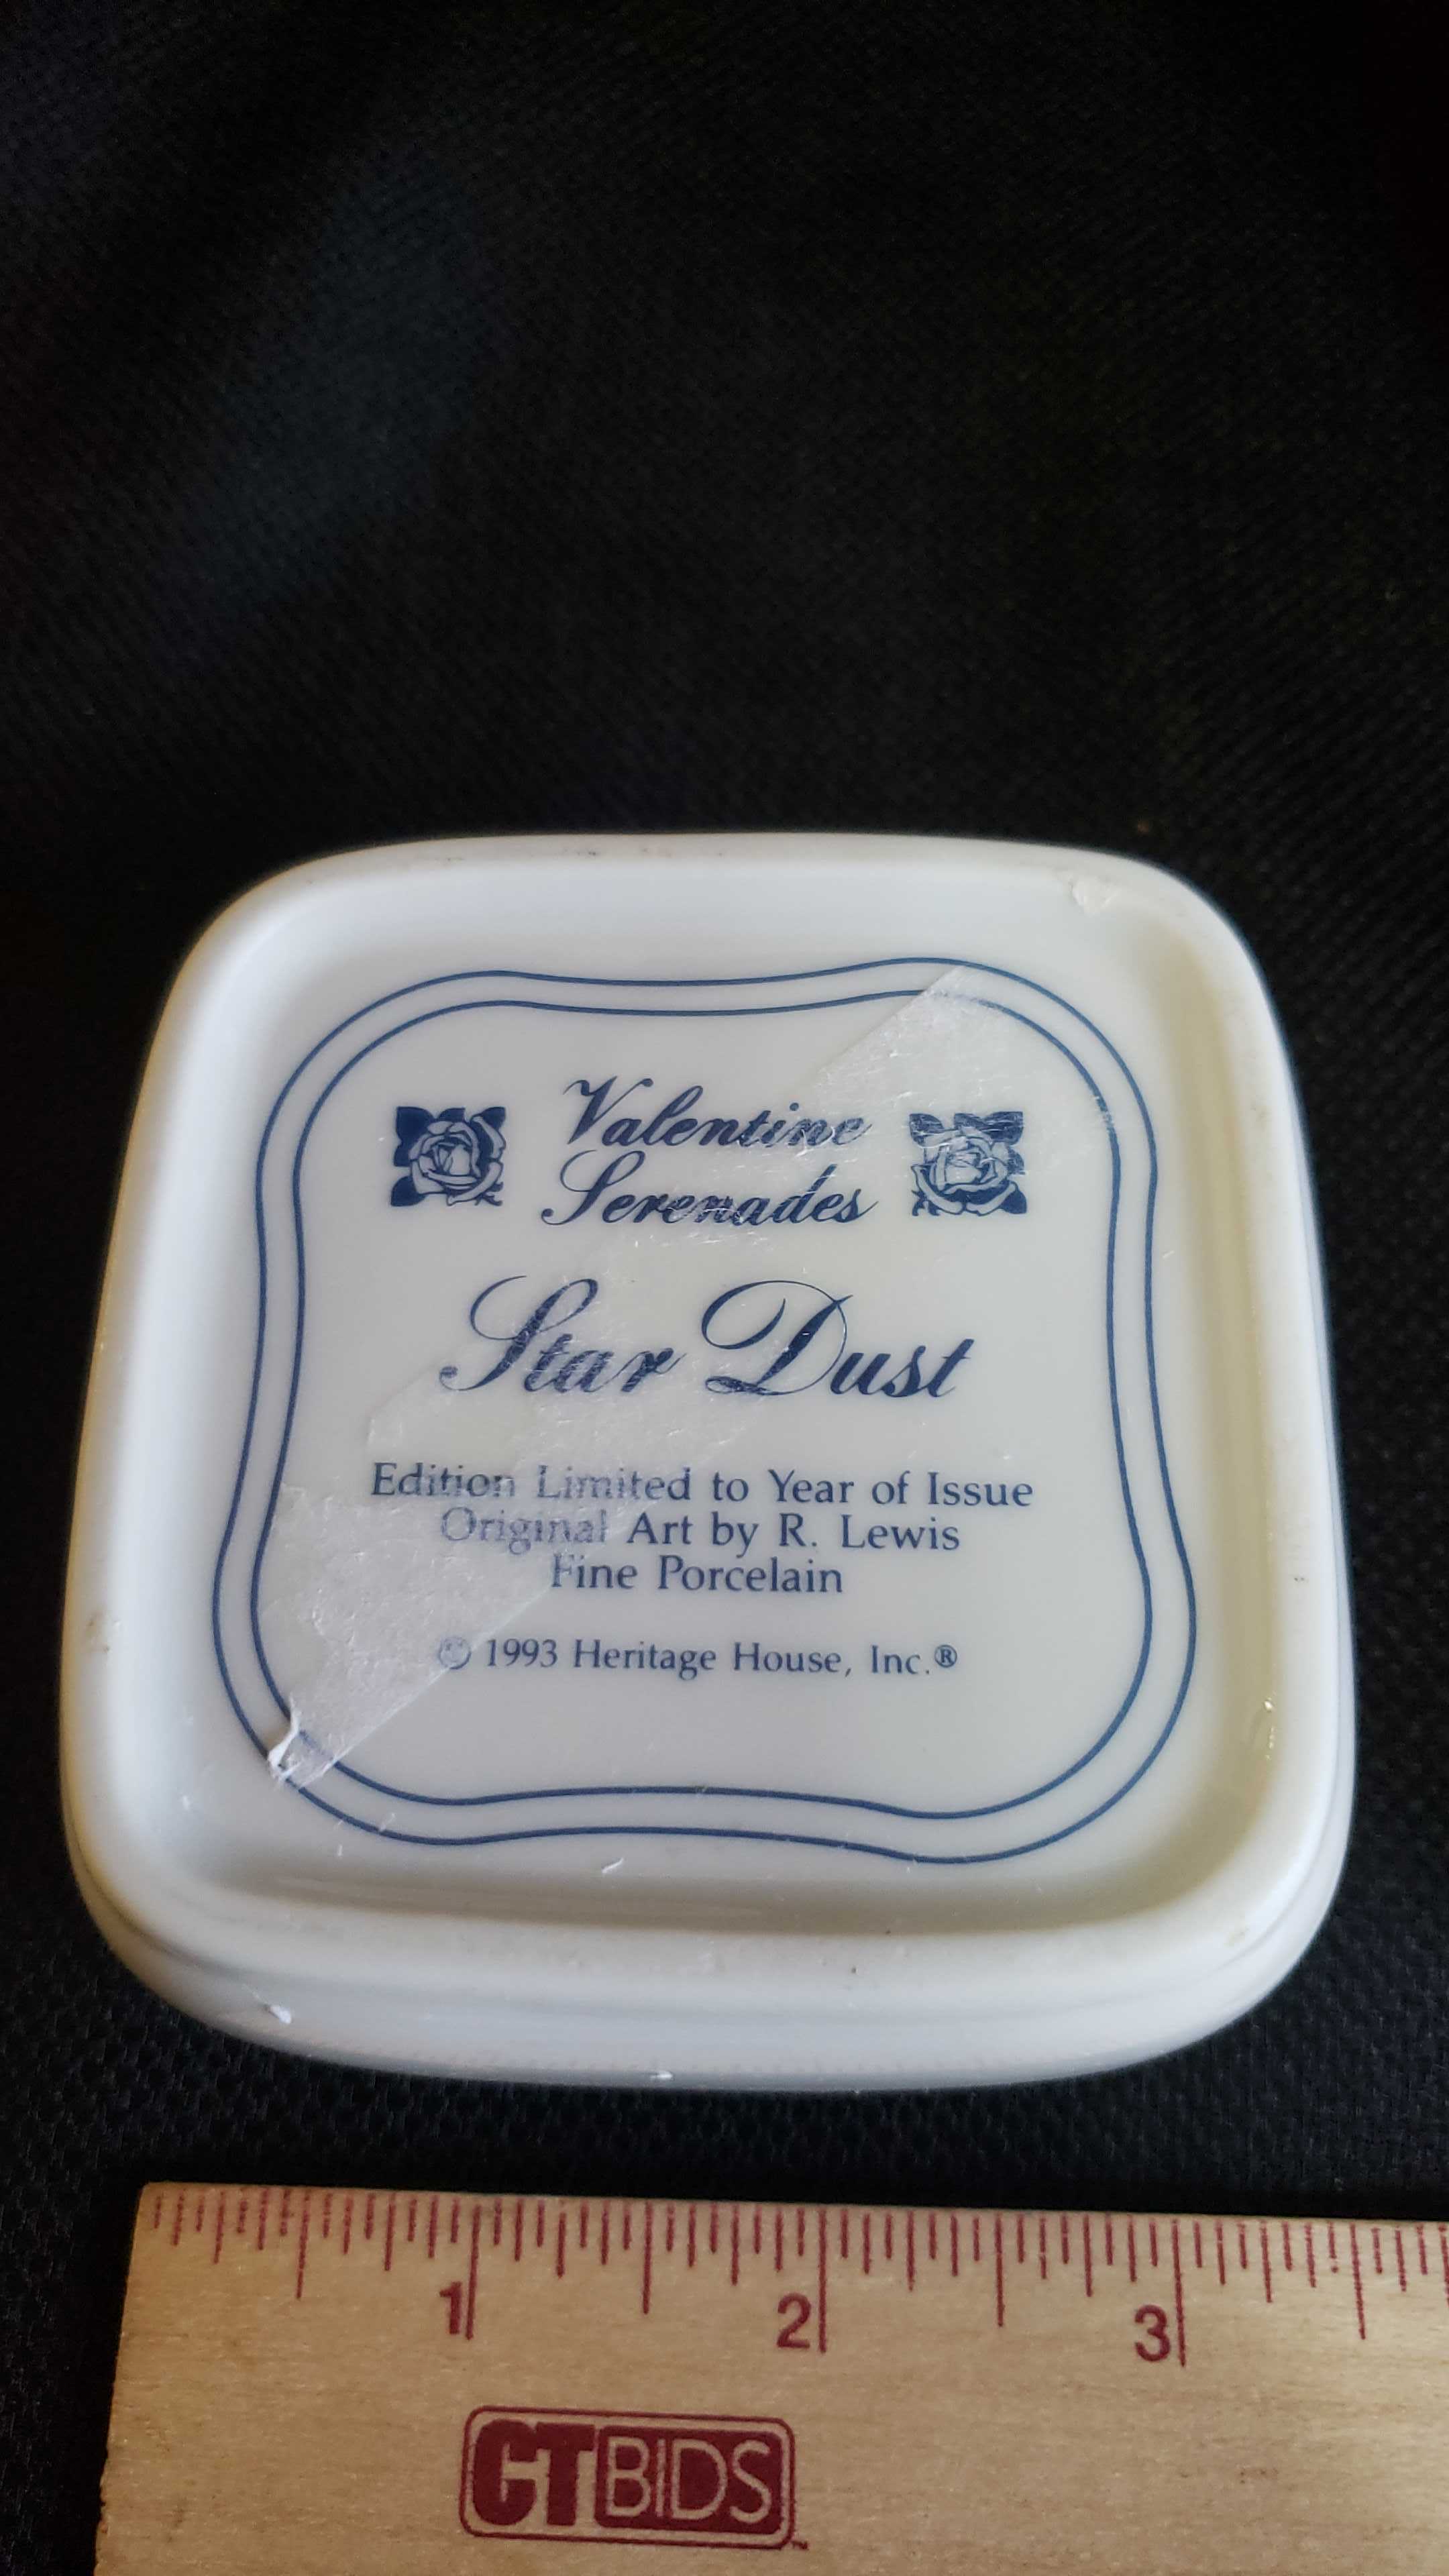 Valentine
Serenades
Star Dust
Edition Limited to Year of Issue
Original Art by R. Lewis
Fine Porcelain
© 1993 Heritage House, Inc.®
1 2 3
CTBIDS™